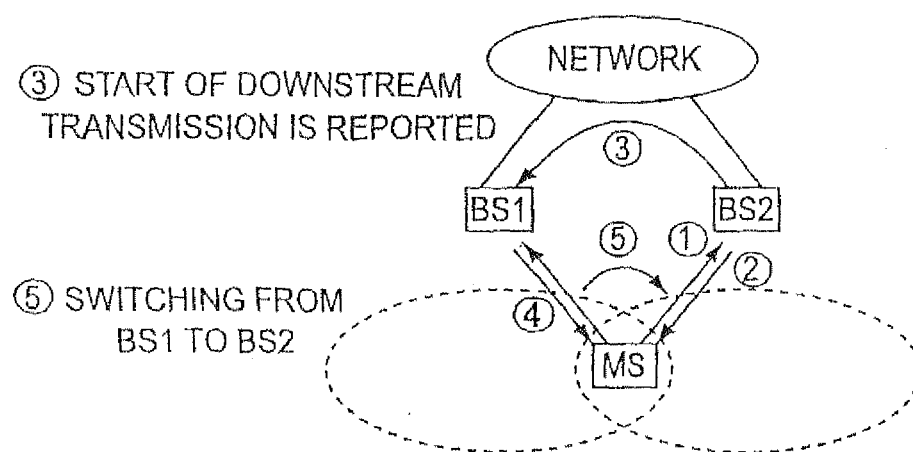 NETWORK
③ START OF DOWNSTREAM
TRANSMISSION IS REPORTED
③
BS1
BS2
⑤
①
②
⑤ SWITCHING FROM
BS1 TO BS2
④
MS